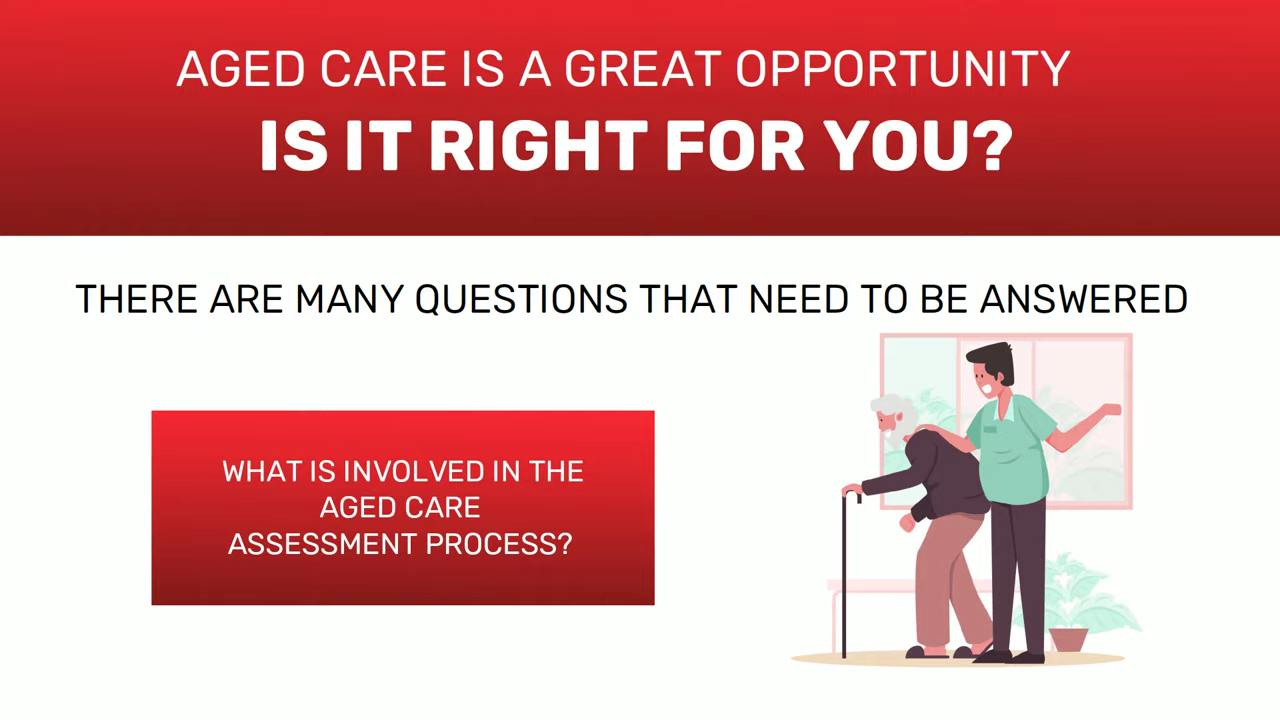 AGED CARE IS A GREAT OPPORTUNITY
IS IT RIGHT FOR YOU?
THERE ARE MANY QUESTIONS THAT NEED TO BE ANSWERED
WHAT IS INVOLVED IN THE
AGED CARE
ASSESSMENT PROCESS?